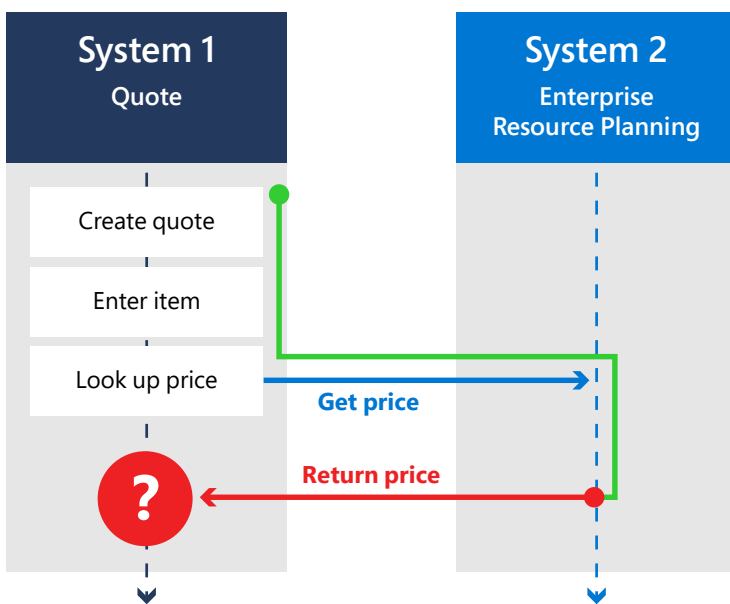 System 1
Quote
System 2
Enterprise
Resource Planning
Create quote
Enter item
Look up price
Get price
Return price
?